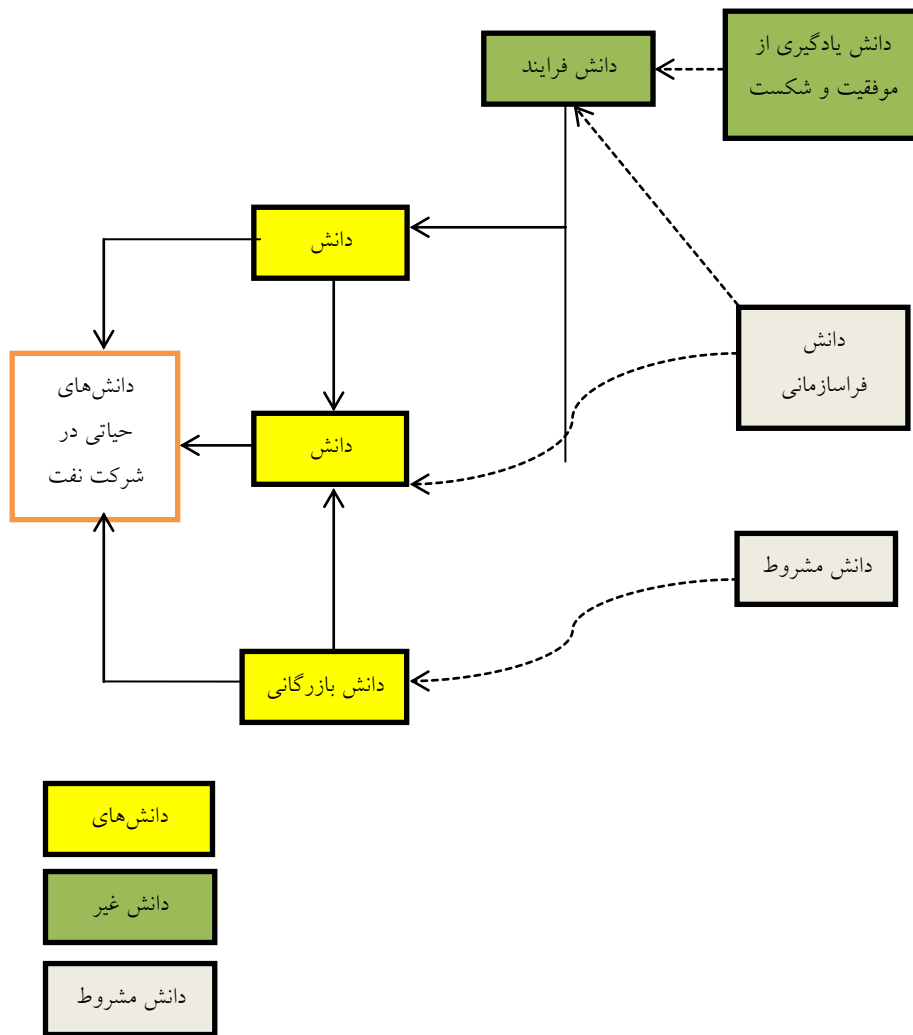 دانش یادگیری از
موفقیت و شکست
دانش فرایند
دانش
دانش
فراسازمانی
دانش‌های
حیاتی در
شرکت نفت
دانش
دانش مشروط
دانش بازرگانی
دانش‌های
دانش غیر
دانش مشروط